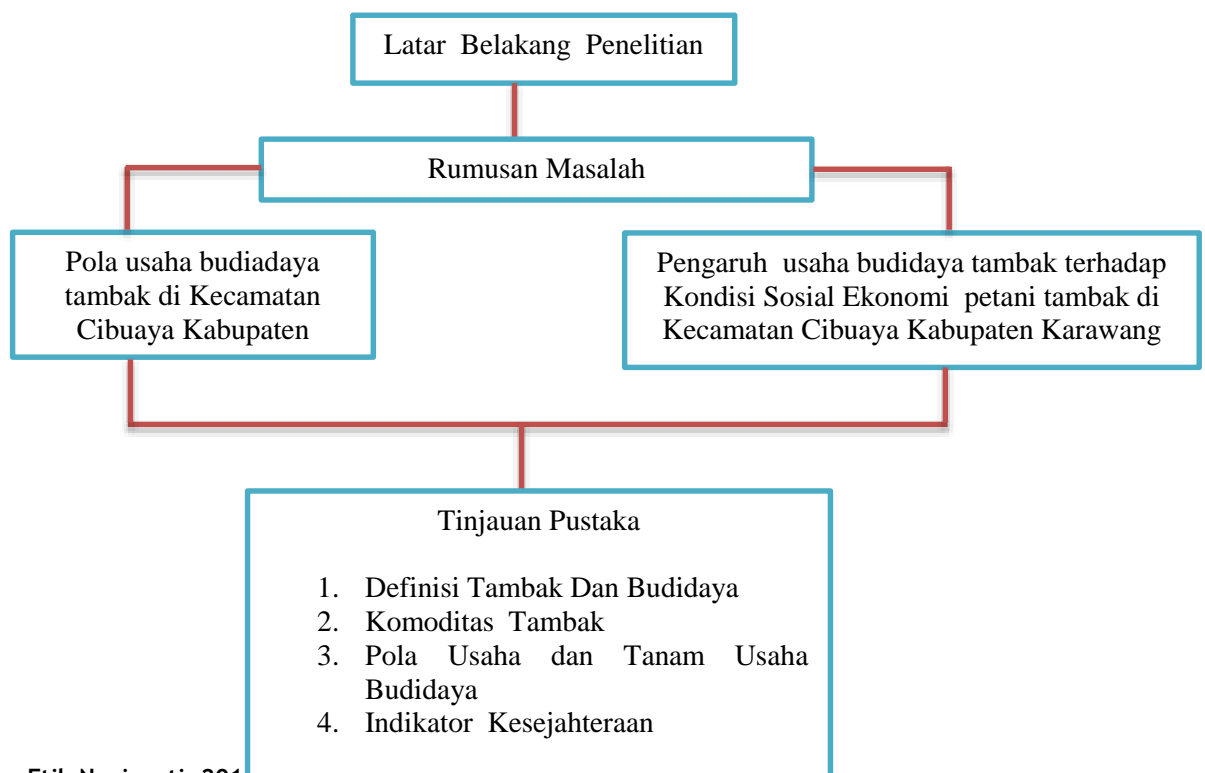 Latar Belakang Penelitian
Rumusan Masalah
Pola usaha budiadaya
tambak di Kecamatan
Cibuaya Kabupaten
Pengaruh usaha budidaya tambak terhadap
Kondisi Sosial Ekonomi petani tambak di
Kecamatan Cibuaya Kabupaten Karawang
Tinjauan Pustaka
1. Definisi Tambak Dan Budidaya
2. Komoditas Tambak
3. Pola Usaha dan Tanam Usaha
Budidaya
4. Indikator Kesejahteraan